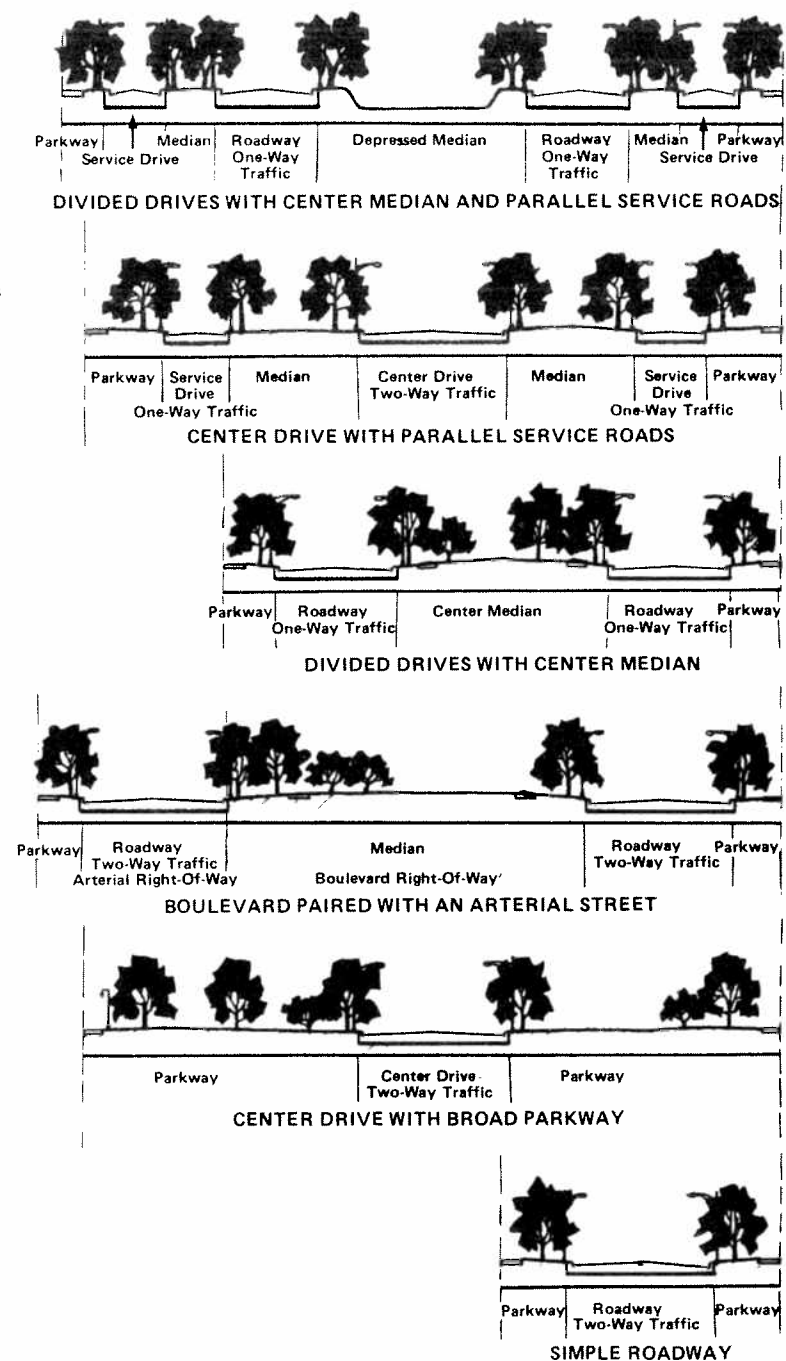 Parkway Median Roadway Depressed Median Roadway Median Parkway
Service Drive One-Way One-Way Service Drive
Traffic Traffic
DIVIDED DRIVES WITH CENTER MEDIAN AND PARALLEL SERVICE ROADS
Parkway Service Median Center Drive Median Service Parkway
Drive Two-Way Traffic Drive
One-Way Traffic One-Way Traffic
CENTER DRIVE WITH PARALLEL SERVICE ROADS
Parkway Roadway Center Median Roadway Parkway
One-Way Traffic One-Way Traffic
DIVIDED DRIVES WITH CENTER MEDIAN
Parkway Roadway Median Roadway Parkway
Two-Way Traffic Two-Way Traffic
Arterial Right-Of-Way Boulevard Right-Of-Way
BOULEVARD PAIRED WITH AN ARTERIAL STREET
Parkway Center Drive Parkway
Two-Way Traffic
CENTER DRIVE WITH BROAD PARKWAY
Parkway Roadway Parkway
Two-Way Traffic
SIMPLE ROADWAY